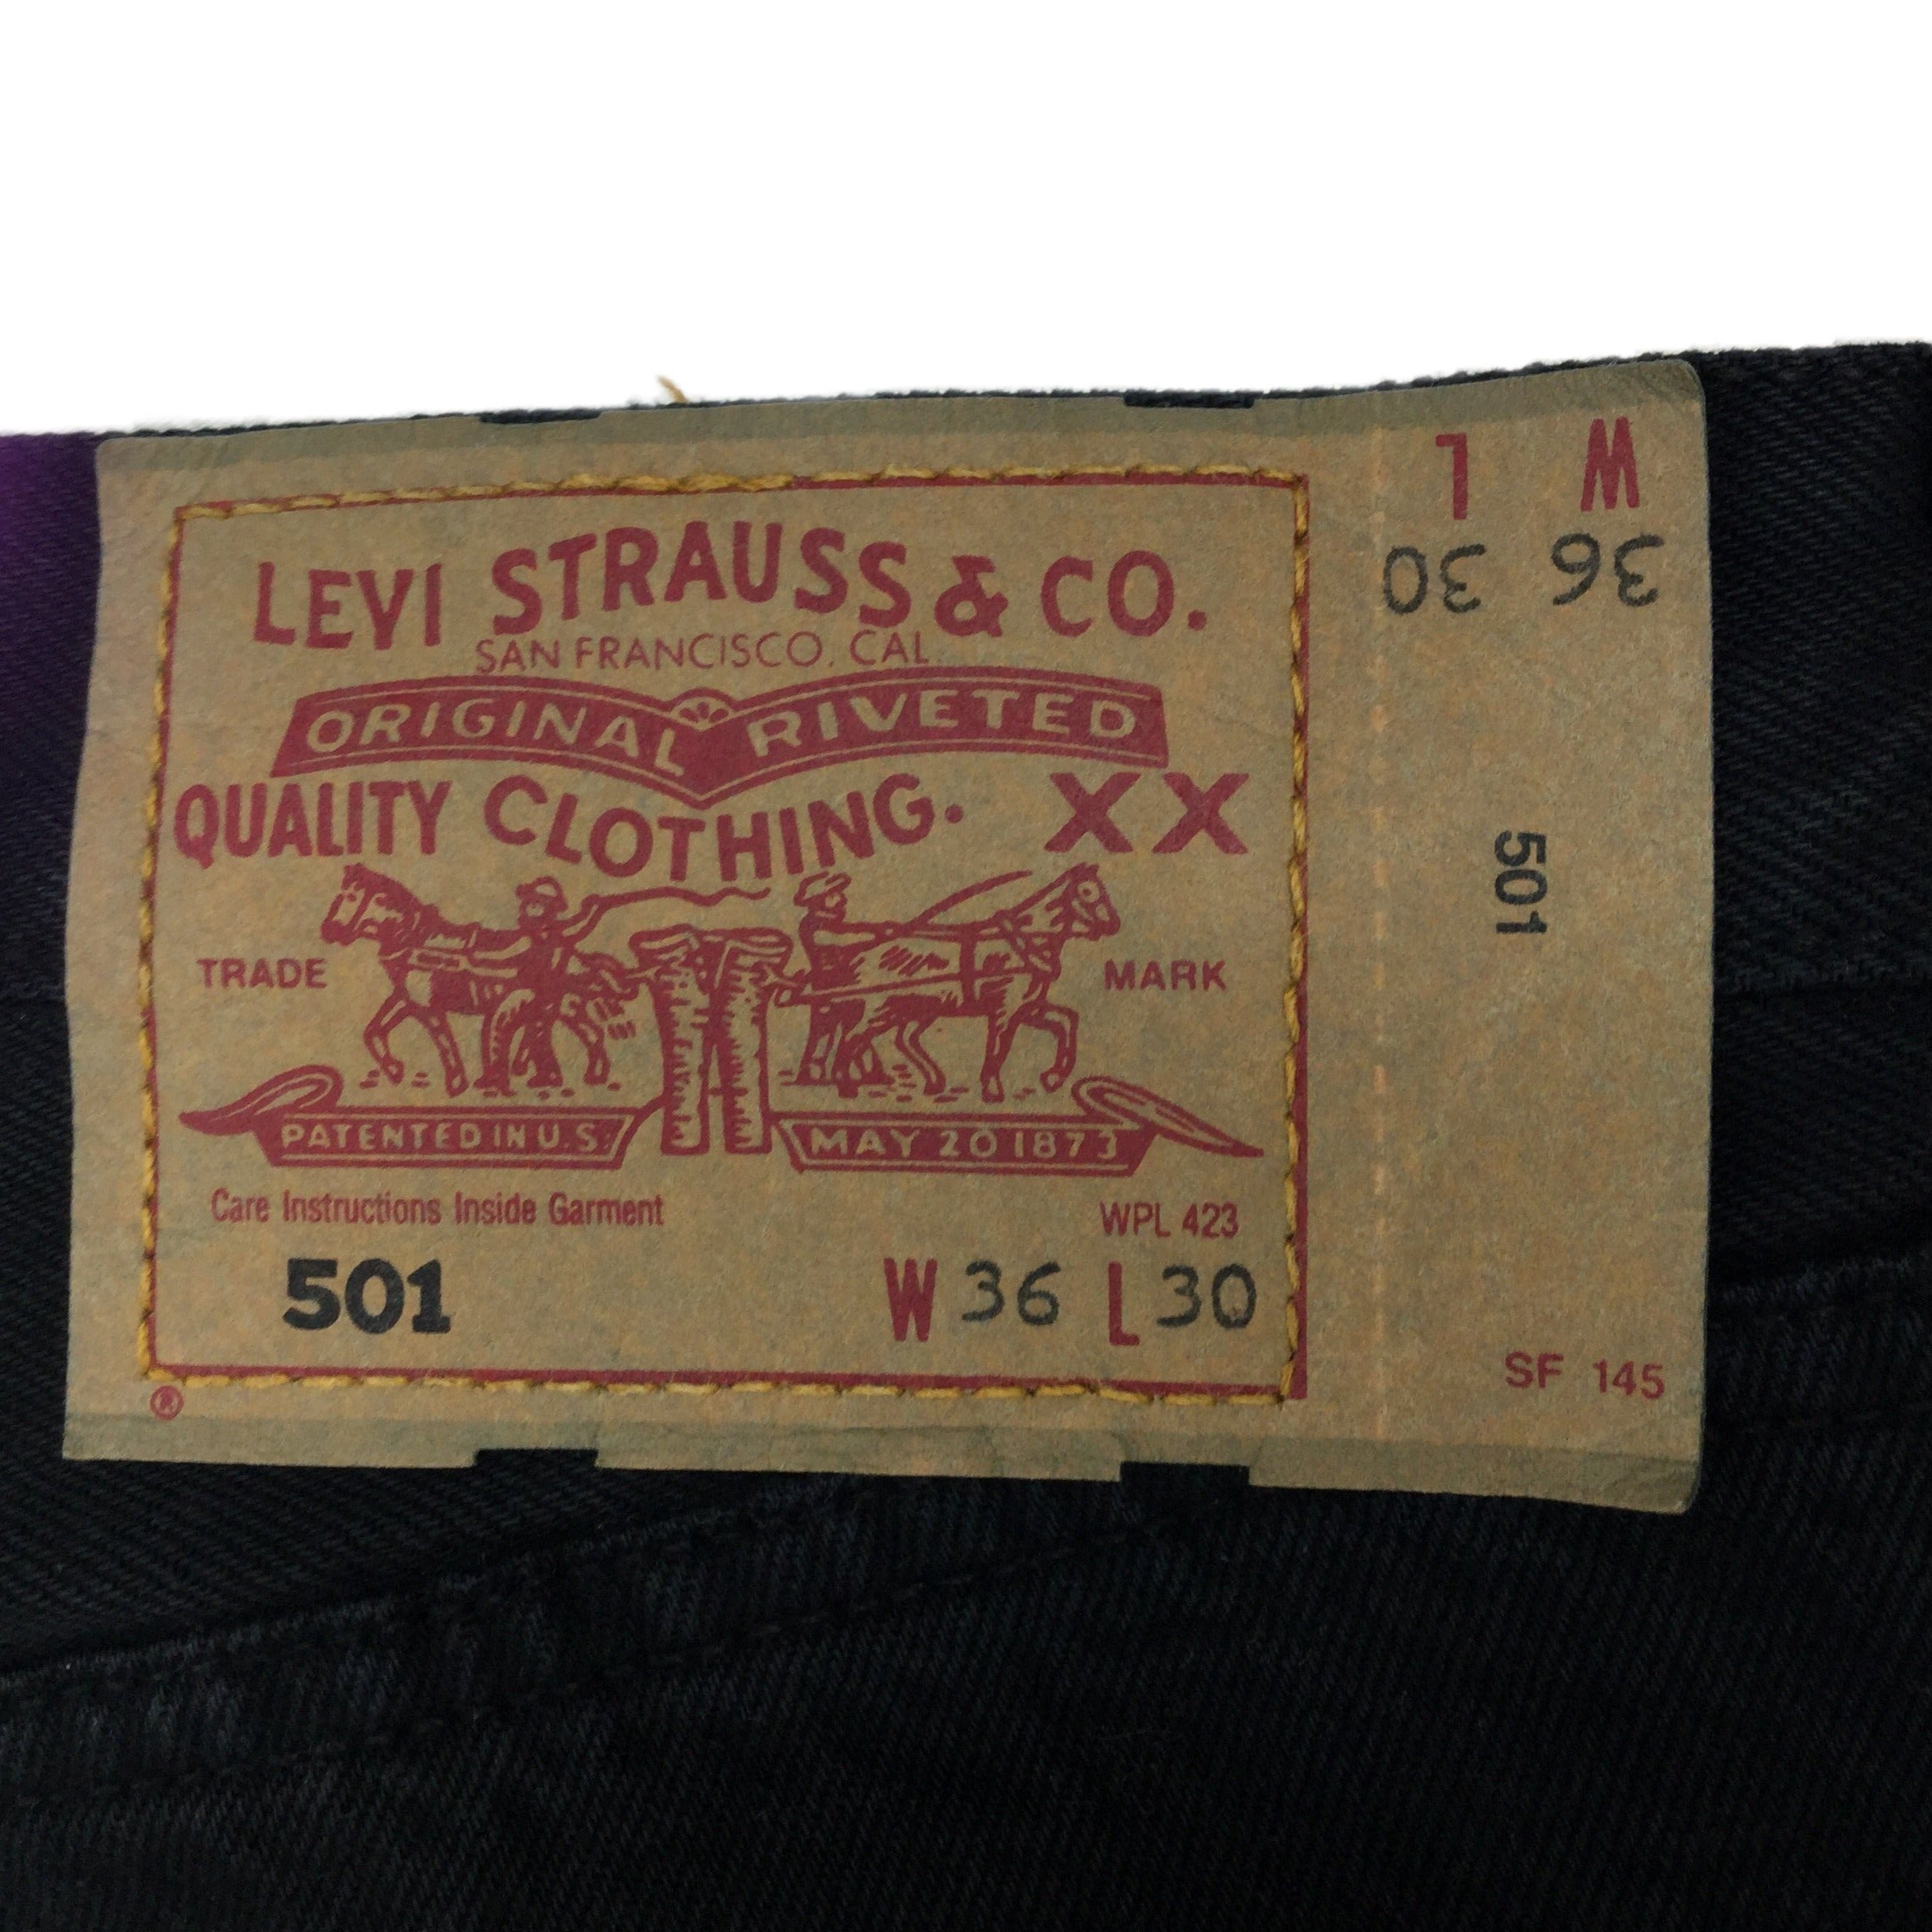 LEVI STRAUSS & CO.
SAN FRANCISCO, CAL.
ORIGINAL RIVETED
QUALITY CLOTHING. XX
TRADE MARK
PATENTED IN U.S.
MAY 20 1873
Care Instructions Inside Garment
WPL 423
501
W 36 L 30
®
W L
36 30
501
SF 145